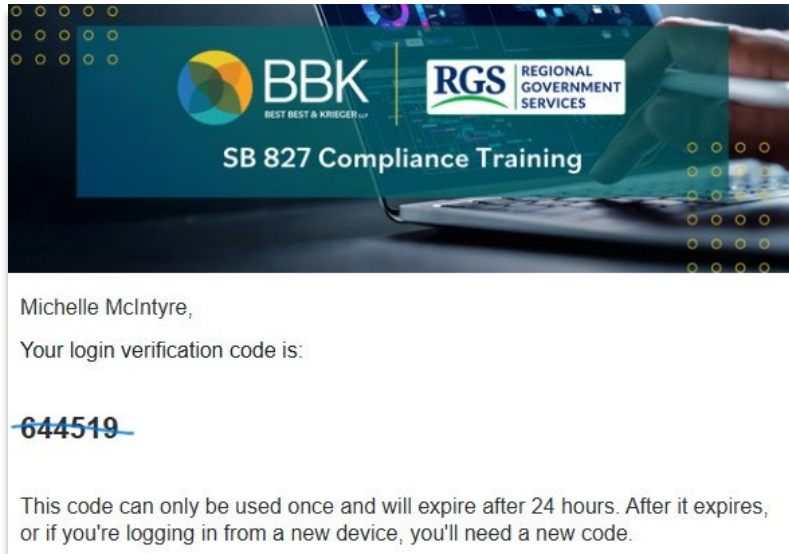 BBK
BEST BEST & KRIEGER LLP
RGS
REGIONAL
GOVERNMENT
SERVICES
SB 827 Compliance Training
Michelle McIntyre,
Your login verification code is:
644519
This code can only be used once and will expire after 24 hours. After it expires,
or if you're logging in from a new device, you'll need a new code.